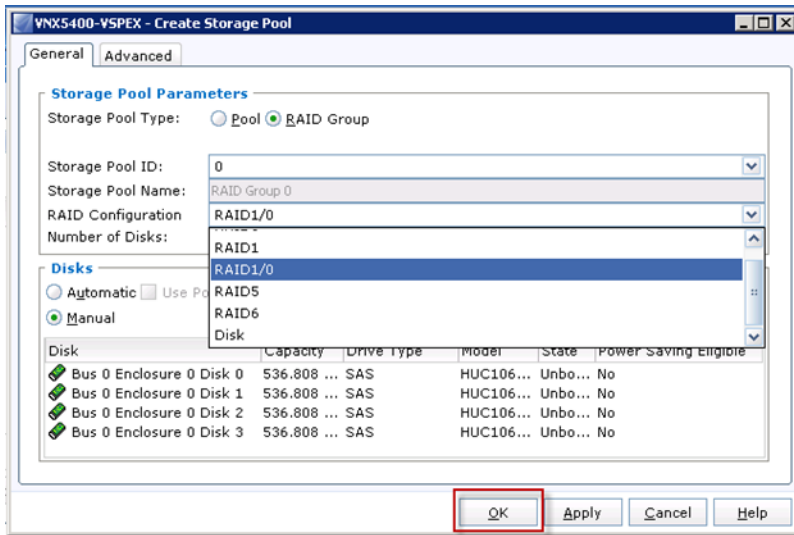 VNX5400-VSPEX - Create Storage Pool
General Advanced
Storage Pool Parameters
Storage Pool Type: Pool RAID Group
Storage Pool ID: 0
Storage Pool Name: RAID Group 0
RAID Configuration RAID1/0
Number of Disks:
RAID1
RAID1/0
RAID5
RAID6
Disk
Disks
Automatic Use Po
Manual
Disk Capacity Drive Type Model State Power Saving Eligible
Bus 0 Enclosure 0 Disk 0 536.808 ... SAS HUC106... Unbo... No
Bus 0 Enclosure 0 Disk 1 536.808 ... SAS HUC106... Unbo... No
Bus 0 Enclosure 0 Disk 2 536.808 ... SAS HUC106... Unbo... No
Bus 0 Enclosure 0 Disk 3 536.808 ... SAS HUC106... Unbo... No
OK Apply Cancel Help